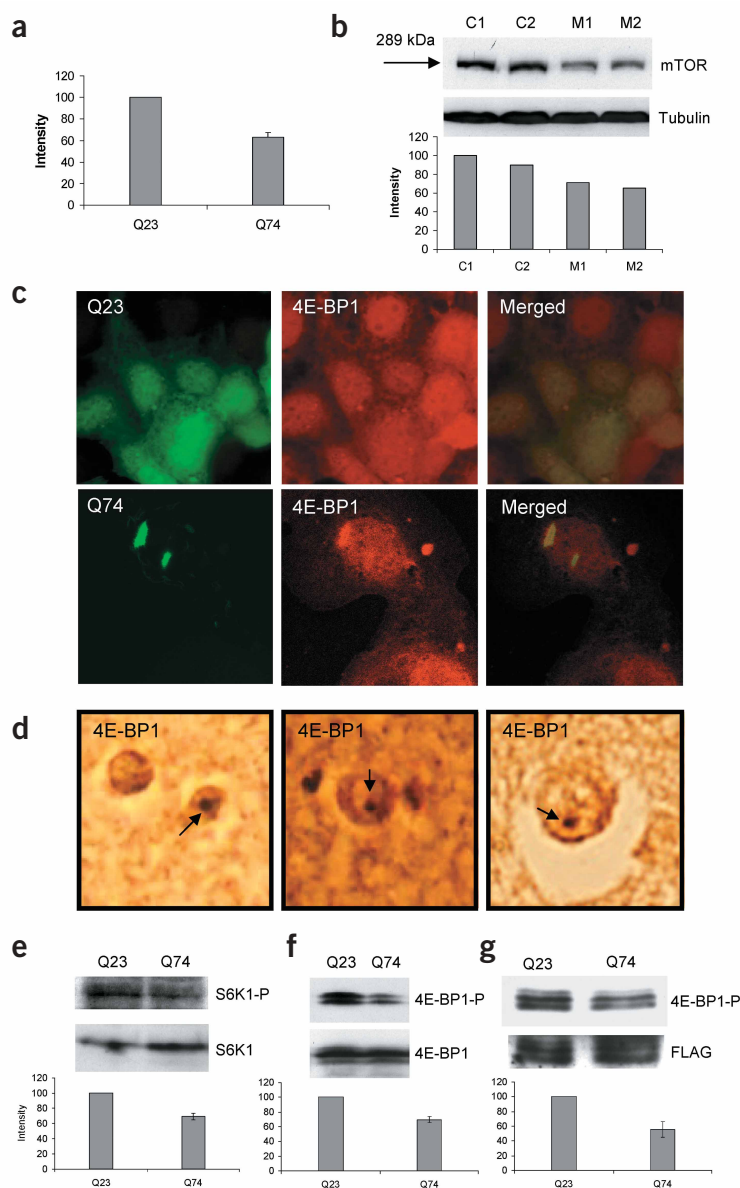 a
120
100
80
60
40
20
0
Intensity
Q23 Q74
b
C1 C2 M1 M2
289 kDa
mTOR
Tubulin
120
100
80
60
40
20
0
Intensity
C1 C2 M1 M2
c
Q23 4E-BP1 Merged
Q74 4E-BP1 Merged
d
4E-BP1 4E-BP1 4E-BP1
e
Q23 Q74
S6K1-P
S6K1
120
100
80
60
40
20
0
Intensity
Q23 Q74
f
Q23 Q74
4E-BP1-P
4E-BP1
100
80
60
40
20
0
Q23 Q74
g
Q23 Q74
4E-BP1-P
FLAG
120
100
80
60
40
20
0
Q23 Q74